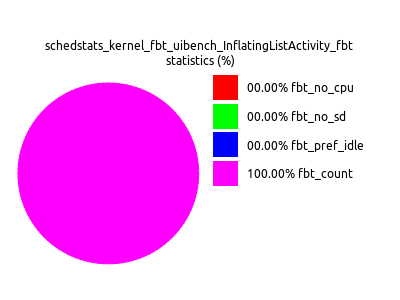 schedstats_kernel_fbt_uibench_InflatingListActivity_fbt
statistics (%)
00.00% fbt_no_cpu
00.00% fbt_no_sd
00.00% fbt_pref_idle
100.00% fbt_count